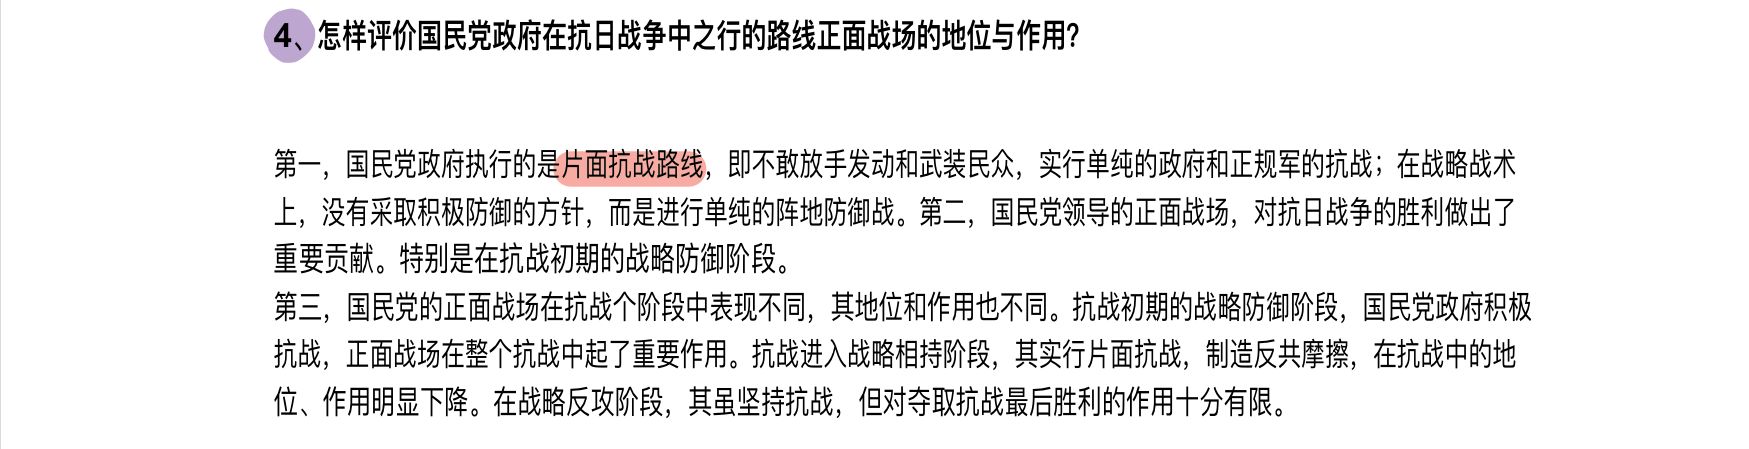 4、怎样评价国民党政府在抗日战争中之行的路线正面战场的地位与作用?
第一，国民党政府执行的是片面抗战路线，即不敢放手发动和武装民众，实行单纯的政府和正规军的抗战；在战略战术
上，没有采取积极防御的方针，而是进行单纯的阵地防御战。第二，国民党领导的正面战场，对抗日战争的胜利做出了
重要贡献。特别是在抗战初期的战略防御阶段。
第三，国民党的正面战场在抗战个阶段中表现不同，其地位和作用也不同。抗战初期的战略防御阶段，国民党政府积极
抗战，正面战场在整个抗战中起了重要作用。抗战进入战略相持阶段，其实行片面抗战，制造反共摩擦，在抗战中的地
位、作用明显下降。在战略反攻阶段，其虽坚持抗战，但对夺取抗战最后胜利的作用十分有限。